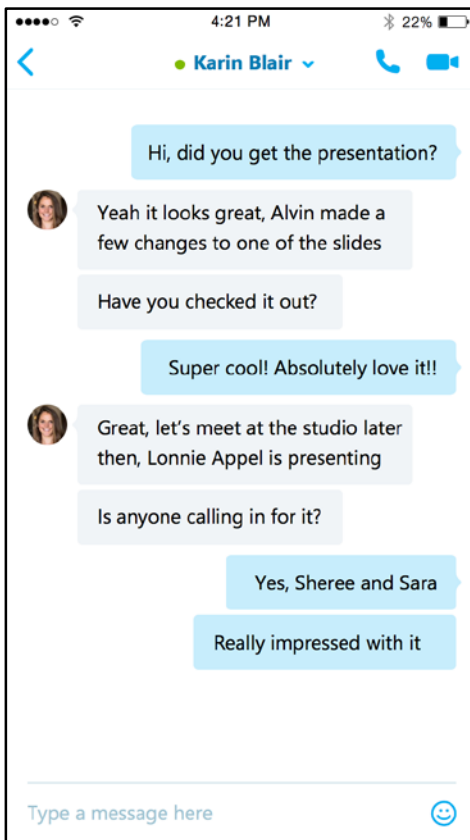 4:21 PM
22%
Karin Blair
Hi, did you get the presentation?
Yeah it looks great, Alvin made a
few changes to one of the slides
Have you checked it out?
Super cool! Absolutely love it!!
Great, let’s meet at the studio later
then, Lonnie Appel is presenting
Is anyone calling in for it?
Yes, Sheree and Sara
Really impressed with it
Type a message here